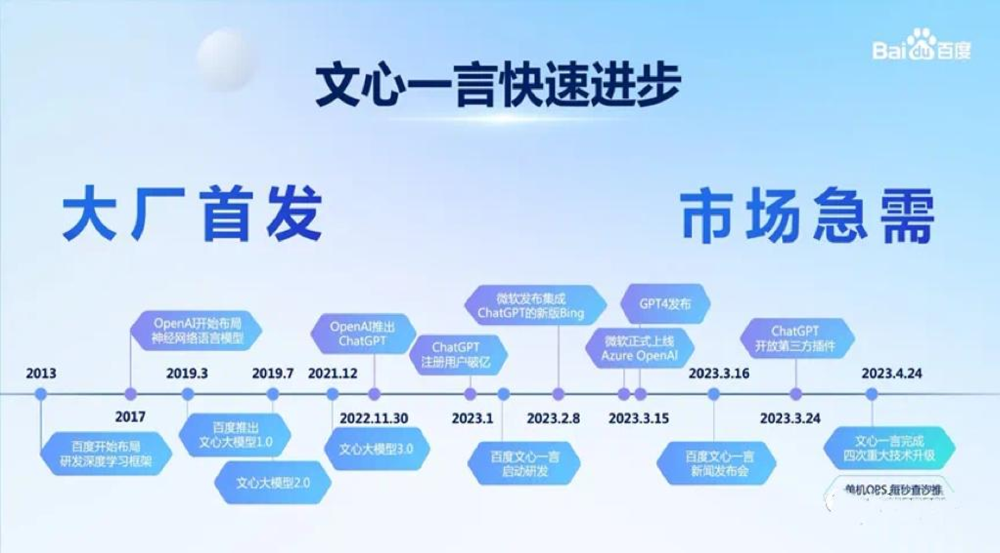 Baidu百度
文心一言快速进步
大厂首发
市场急需
微软发布集成
ChatGPT的新版Bing
GPT4发布
OpenAI开始布局
神经网络语言模型
OpenAI推出
ChatGPT
ChatGPT
注册用户破亿
微软正式上线
Azure OpenAI
ChatGPT
开放第三方插件
2013
2019.3
2019.7
2021.12
2023.3.16
2023.4.24
2017
2022.11.30
2023.1
2023.2.8
2023.3.15
2023.3.24
百度开始布局
研发深度学习框架
百度推出
文心大模型1.0
文心大模型2.0
文心大模型3.0
百度文心一言
启动研发
百度文心一言
新闻发布会
文心一言完成
四次重大技术升级
单机QPS